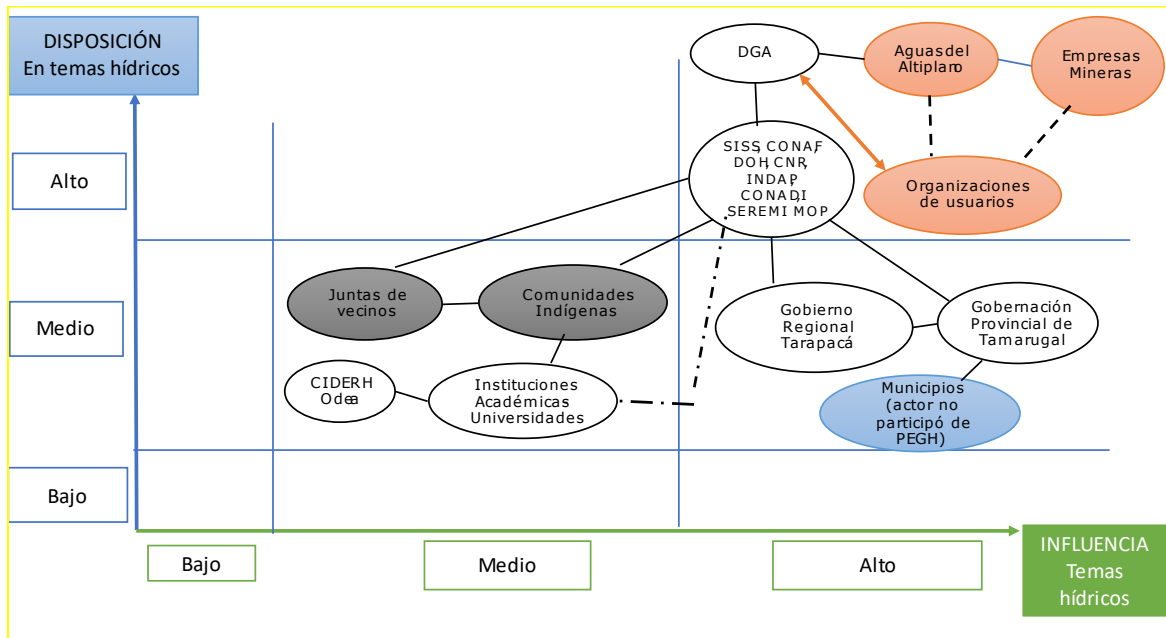 DISPOSICIÓN
En temas hídricos
DGA
Aguas del
Altiplano
Empresas
Mineras
SISS, CONAF,
DOH, CNR,
INDAP,
CONADI,
SEREMI MOP
Organizaciones
de usuarios
Alto
Juntas de
vecinos
Comunidades
Indígenas
Gobierno
Regional
Tarapacá
Gobernación
Provincial de
Tamarugal
Medio
CIDERH
Odea
Instituciones
Académicas
Universidades
Municipios
(actor no
participó de
PEGH)
Bajo
Bajo
Medio
Alto
INFLUENCIA
Temas
hídricos